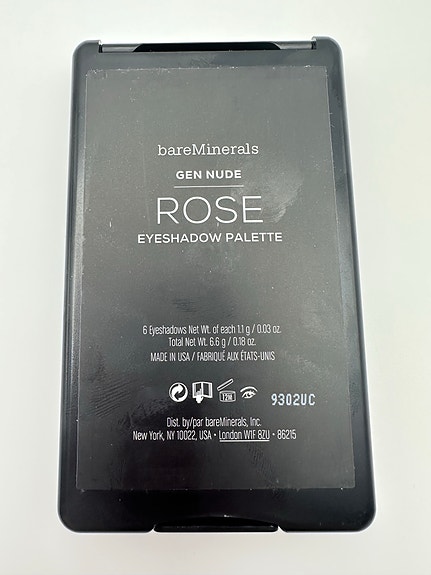 bareMinerals
GEN NUDE
ROSE
EYESHADOW PALETTE
6 Eyeshadows Net Wt. of each 1.1 g / 0.03 oz.
Total Net Wt. 6.6 g / 0.18 oz.
MADE IN USA / FABRIQUÉ AUX ÉTATS-UNIS
12M
9302UC
Dist. by/par bareMinerals, Inc.
New York, NY 10022, USA • London W1F 8ZU • 86215